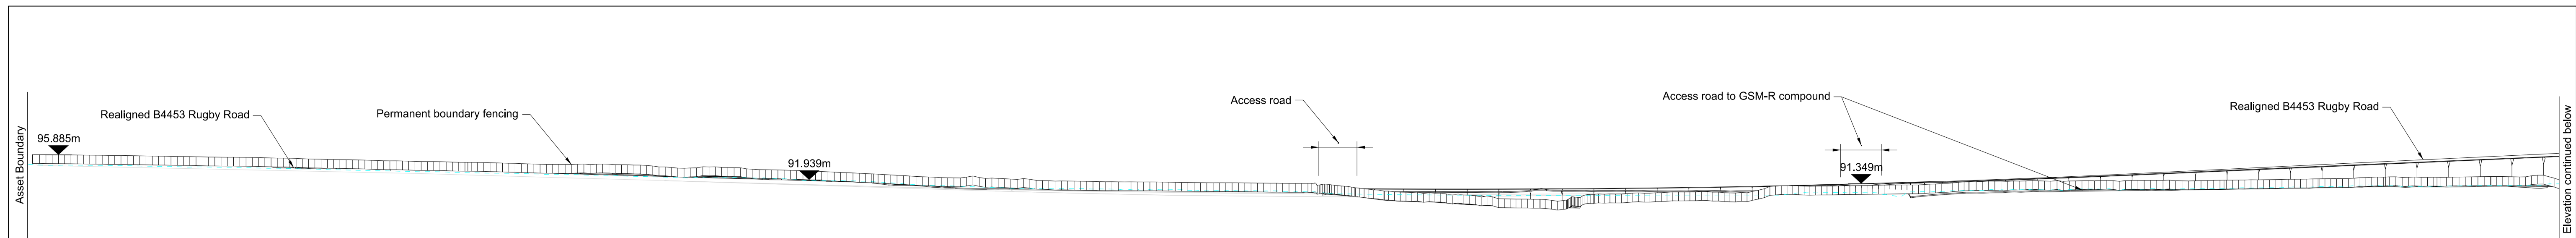 Asset Boundary
95.885m
Realigned B4453 Rugby Road
Permanent boundary fencing
91.939m
Access road
Access road to GSM-R compound
91.349m
Realigned B4453 Rugby Road
Elevation continued below